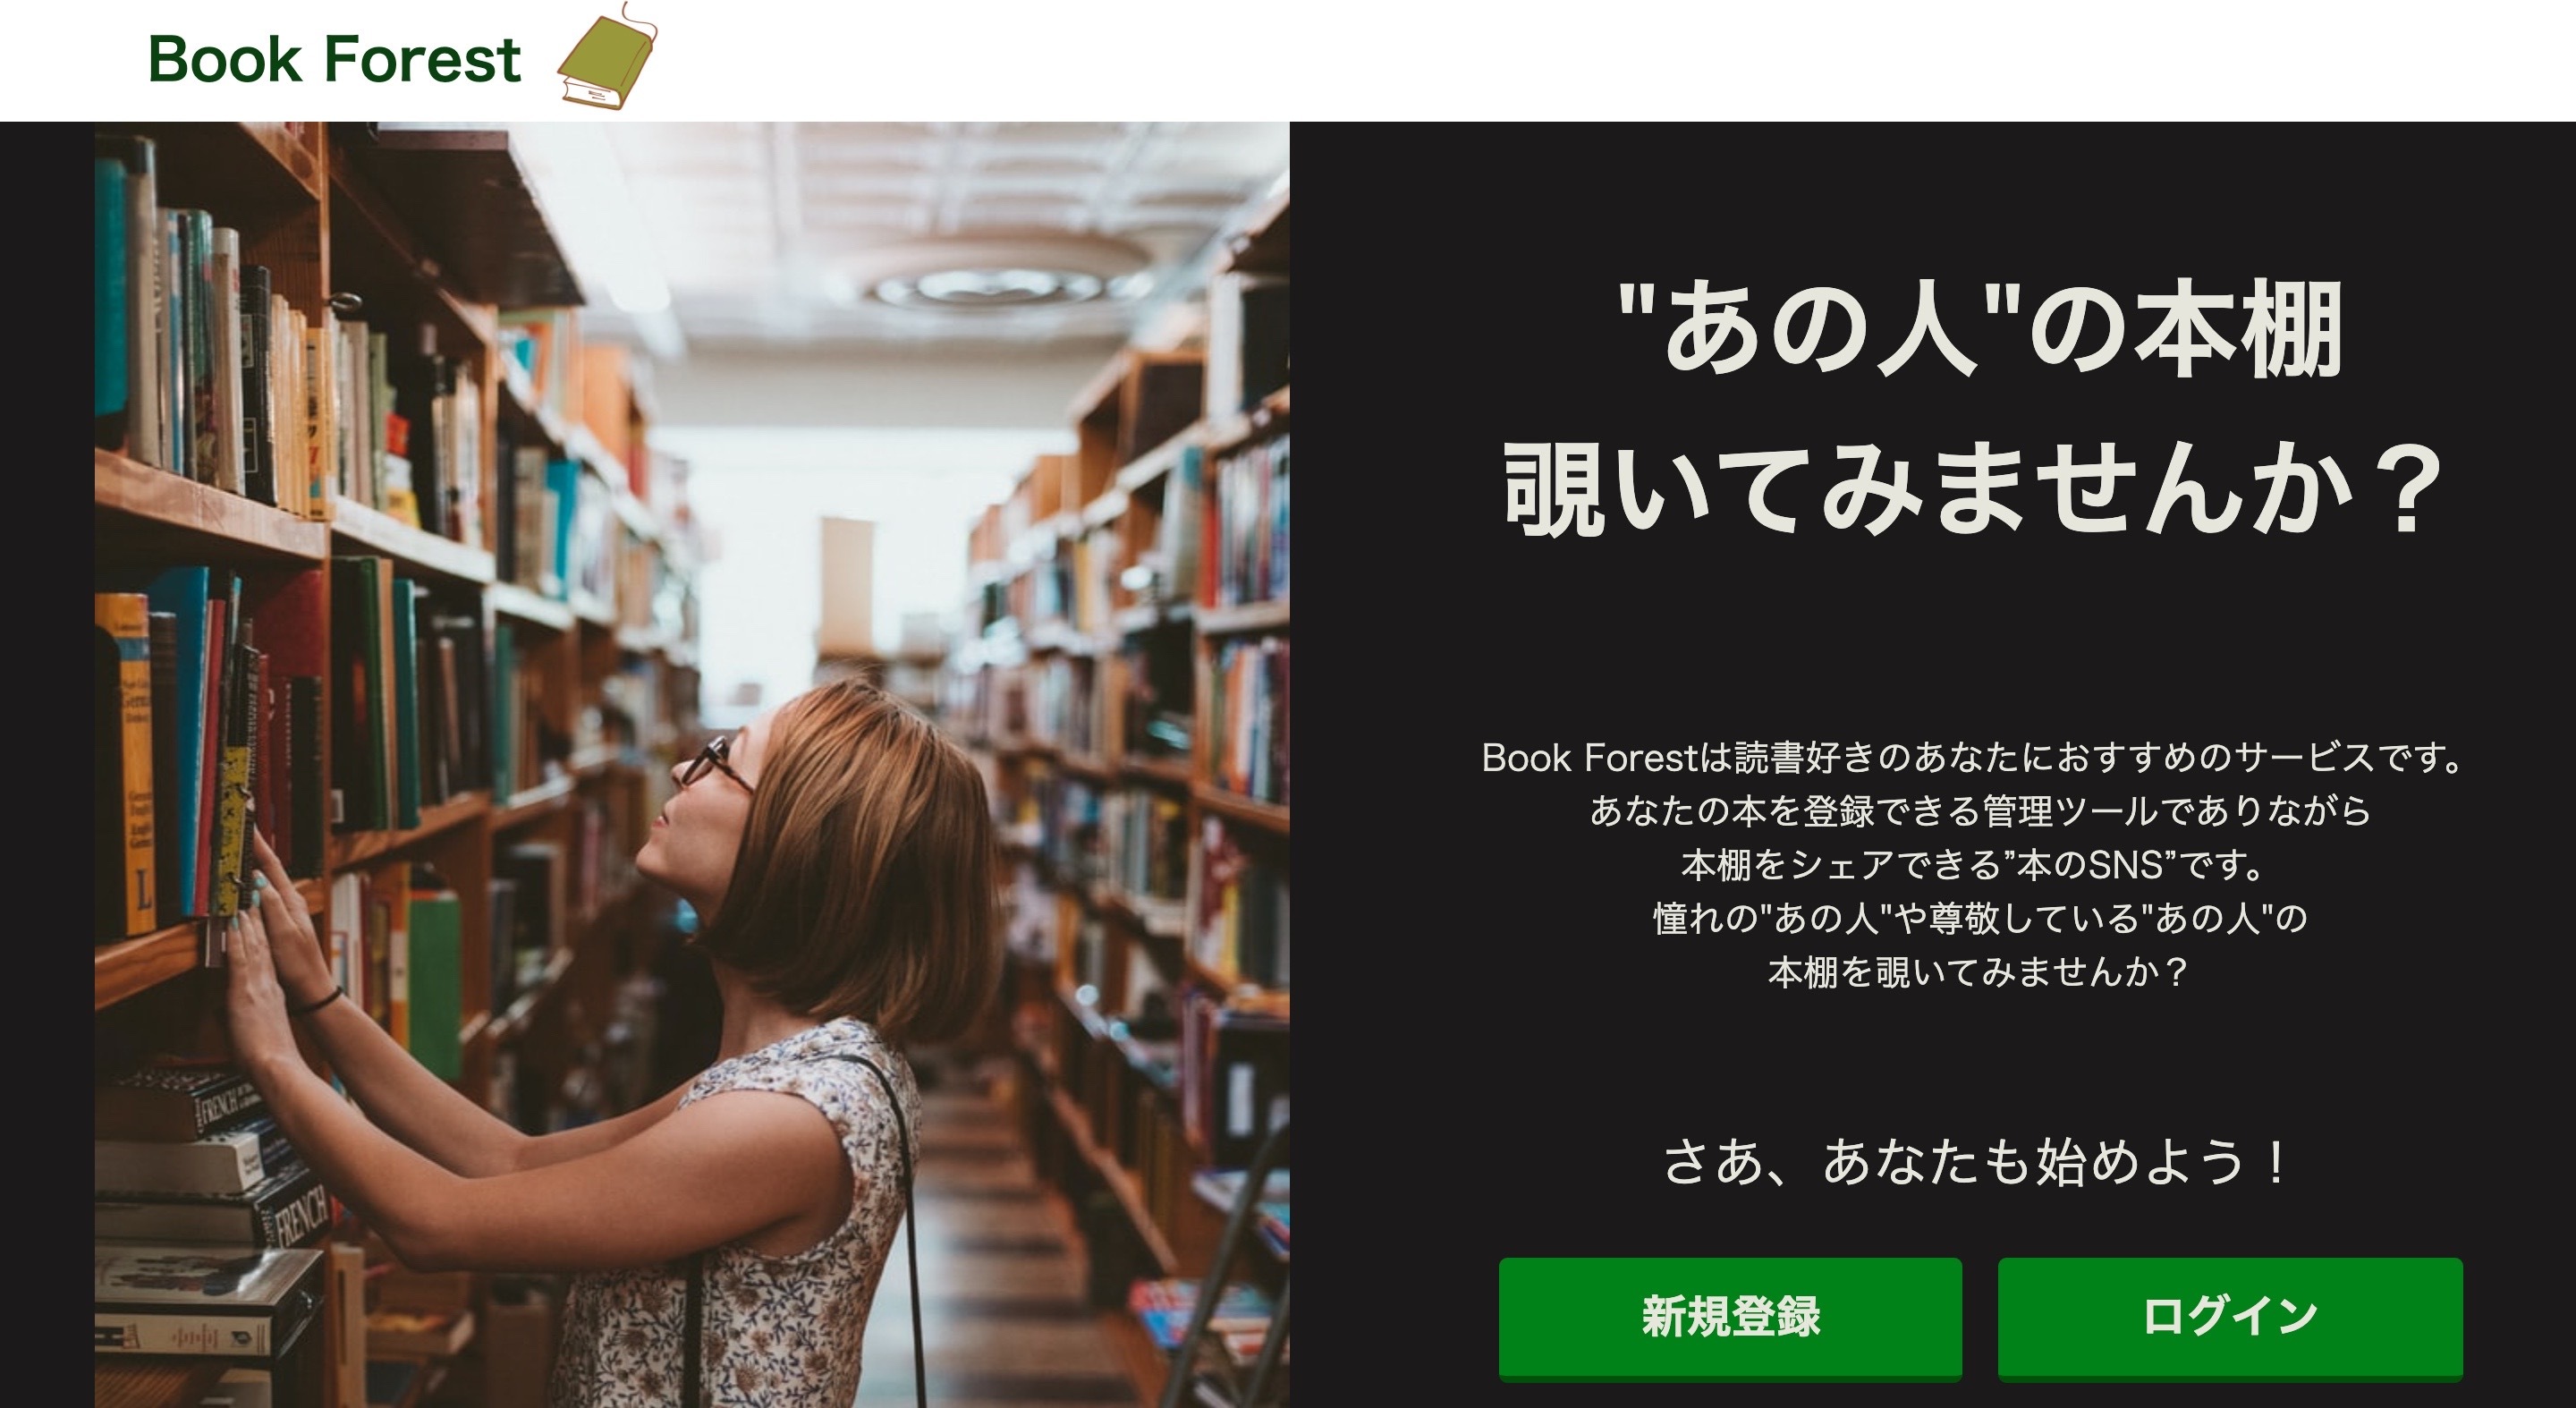 Book Forest
"あの人"の本棚
覗いてみませんか？
Book Forestは読書好きのあなたにおすすめのサービスです。
あなたの本を登録できる管理ツールでありながら
本棚をシェアできる”本のSNS”です。
憧れの"あの人"や尊敬している"あの人"の
本棚を覗いてみませんか？
さあ、あなたも始めよう！
新規登録
ログイン
L
FRENCH
FRENCH